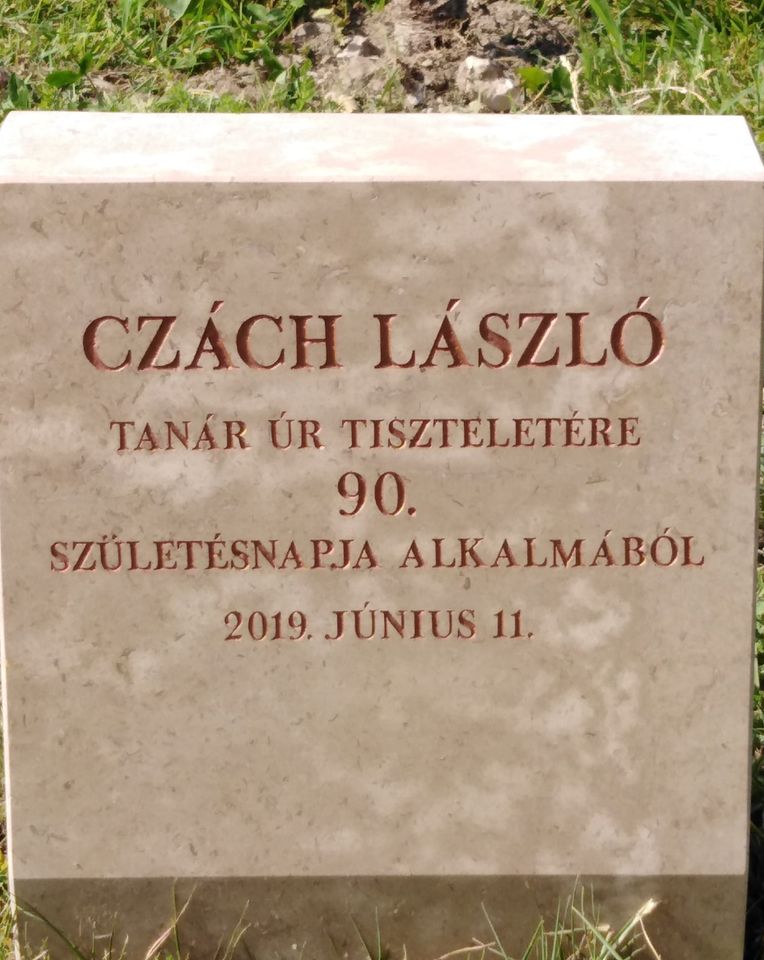 CZÁCH LÁSZLÓ
TANÁR ÚR TISZTELETÉRE
90.
SZÜLETÉSNAPJA ALKALMÁBÓL
2019. JÚNIUS 11.